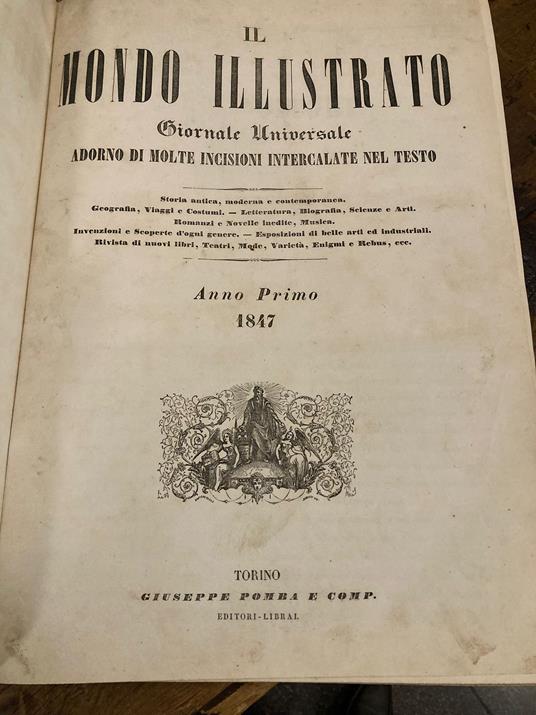 IL
MONDO ILLUSTRATO
Giornale Universale
ADORNO DI MOLTE INCISIONI INTERCALATE NEL TESTO
Storia antica, moderna e contemporanea.
Geografia, Viaggi e Costumi. — Letteratura, Biografia, Scienze e Arti.
Romanzi e Novelle inedite, Musica.
Invenzioni e Scoperte d'ogni genere. — Esposizioni di belle arti ed industriali.
Rivista di nuovi libri, Teatri, Mode, Varietà, Enigmi e Rebus, ecc.
Anno Primo
1847
TORINO
GIUSEPPE POMBA E COMP.
EDITORI-LIBRAI.